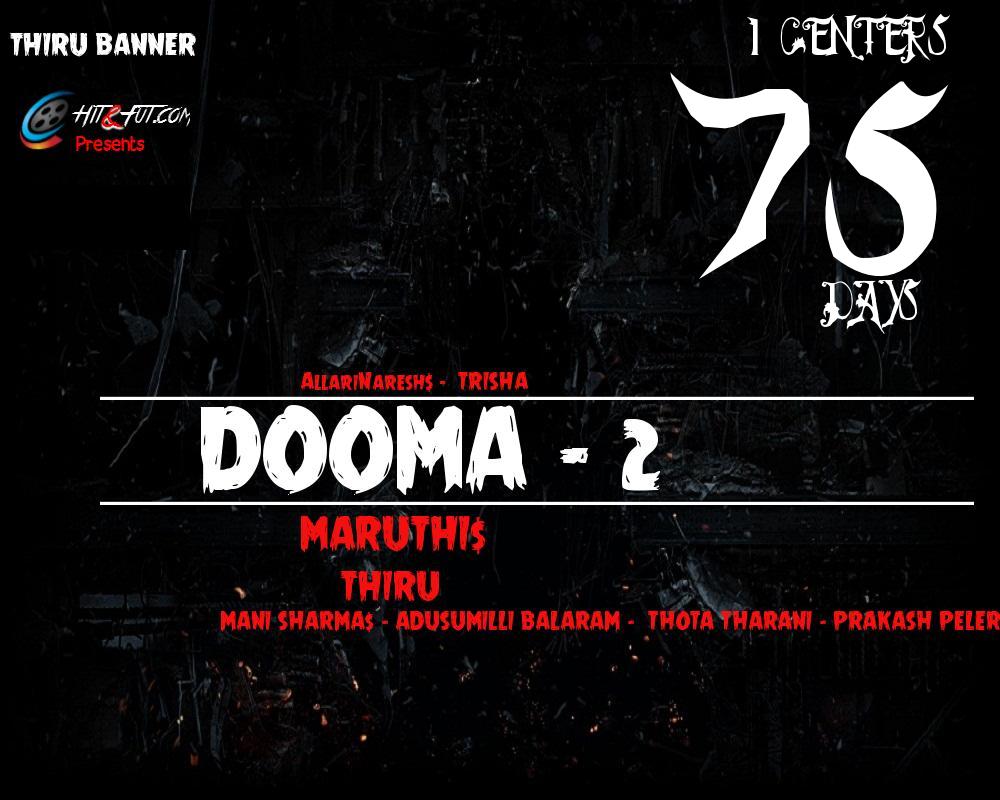 THIRU BANNER
HIT&FUT.COM
Presents
1 CENTERS
75
DAYS
ALLARINARESH$ - TRISHA
DOOMA - 2
MARUTHI$
THIRU
MANI SHARMA$ - ADUSUMILLI BALARAM - THOTA THARANI - PRAKASH PELER